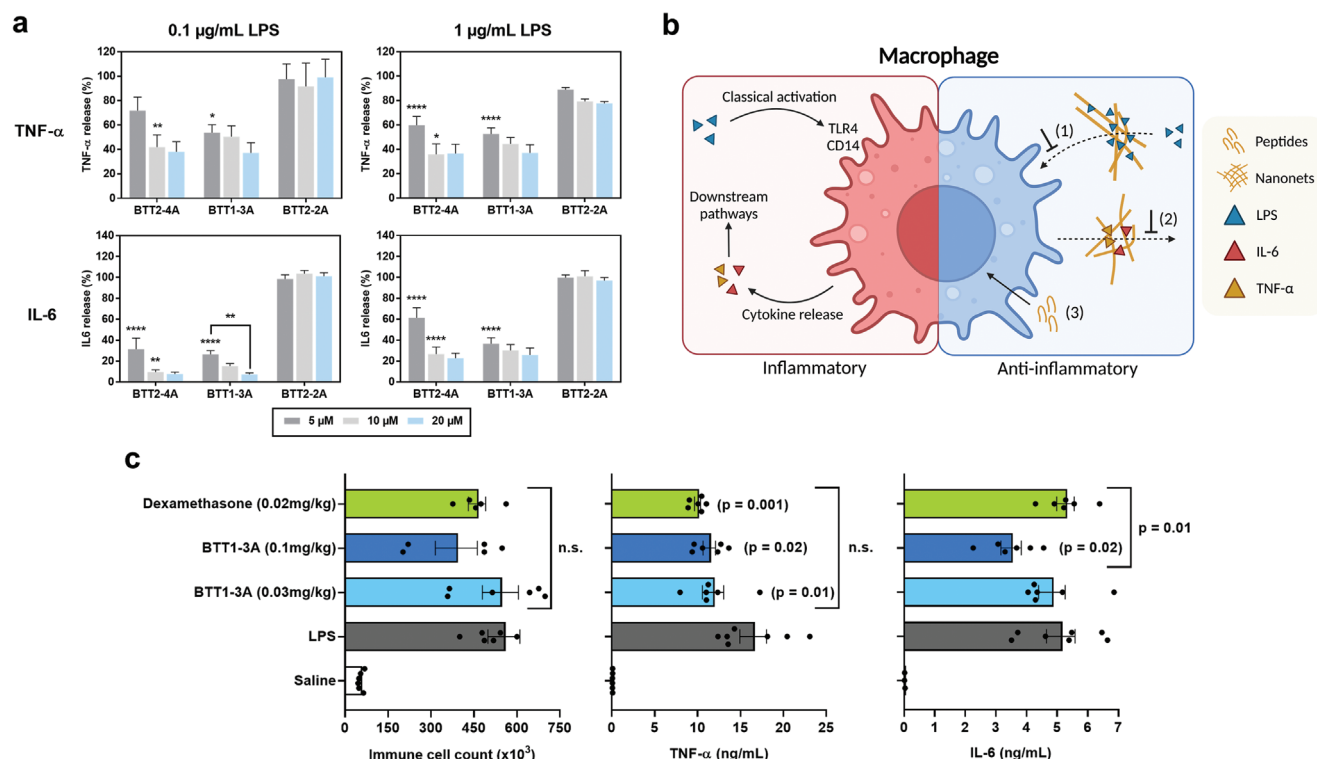 a
0.1 µg/mL LPS
1 µg/mL LPS
TNF-α
TNF-α release (%)
120
100
80
60
40
20
0
**
*
BTT2-4A BTT1-3A BTT2-2A
TNF-α release (%)
120
100
80
60
40
20
0
****
*
****
BTT2-4A BTT1-3A BTT2-2A
IL-6
IL6 release (%)
140
120
100
80
60
40
20
0
****
**
****
**
BTT2-4A BTT1-3A BTT2-2A
IL6 release (%)
140
120
100
80
60
40
20
0
****
****
****
BTT2-4A BTT1-3A BTT2-2A
5 µM 10 µM 20 µM
b
Macrophage
Classical activation
TLR4
CD14
Downstream
pathways
Cytokine release
Inflammatory
(1)
(2)
(3)
Anti-inflammatory
Peptides
Nanonets
LPS
IL-6
TNF-α
c
Dexamethasone (0.02mg/kg)
BTT1-3A (0.1mg/kg)
BTT1-3A (0.03mg/kg)
LPS
Saline
n.s.
0 150 300 450 600 750
Immune cell count (x10³)
(p = 0.001)
(p = 0.02)
(p = 0.01)
n.s.
0 5 10 15 20 25
TNF-α (ng/mL)
(p = 0.02)
p = 0.01
0 1 2 3 4 5 6 7
IL-6 (ng/mL)